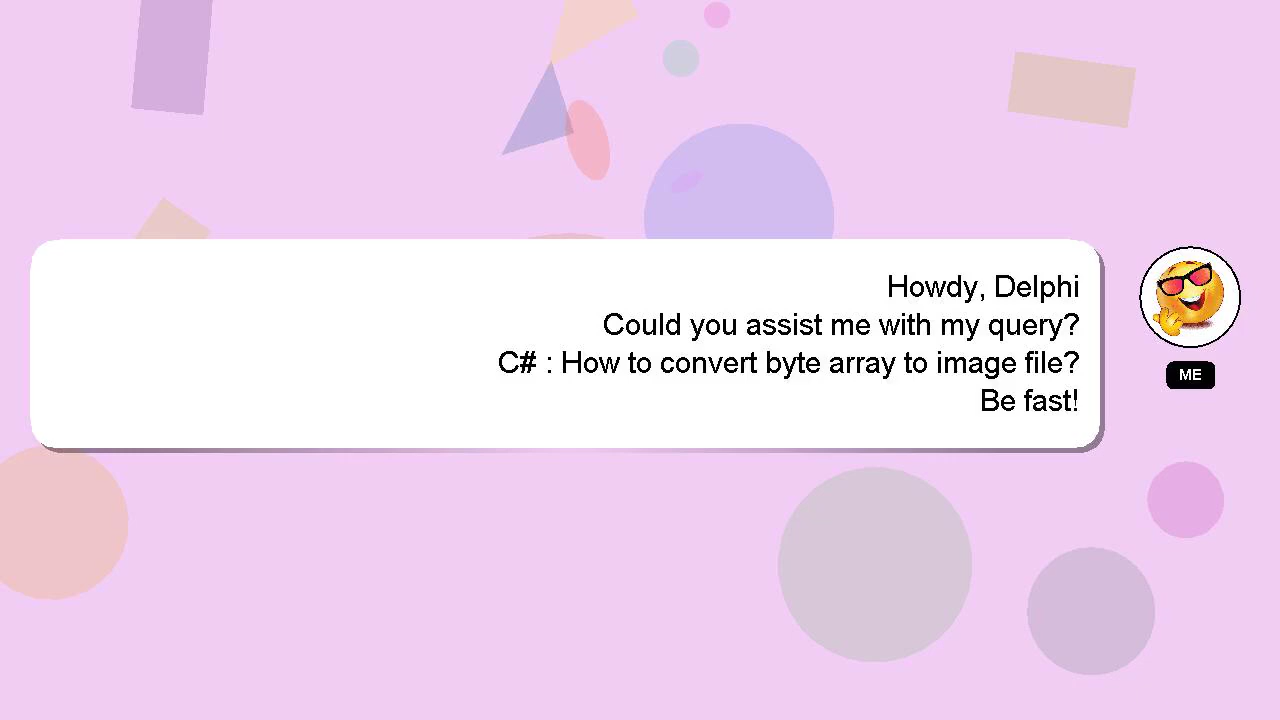 Howdy, Delphi
Could you assist me with my query?
C# : How to convert byte array to image file?
Be fast!
ME